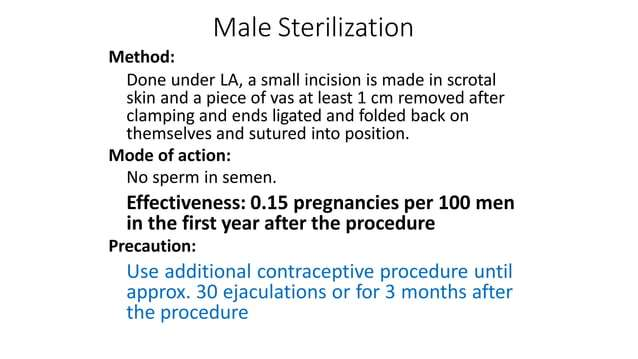 Male Sterilization
Method:
Done under LA, a small incision is made in scrotal
skin and a piece of vas at least 1 cm removed after
clamping and ends ligated and folded back on
themselves and sutured into position.
Mode of action:
No sperm in semen.
Effectiveness: 0.15 pregnancies per 100 men
in the first year after the procedure
Precaution:
Use additional contraceptive procedure until
approx. 30 ejaculations or for 3 months after
the procedure